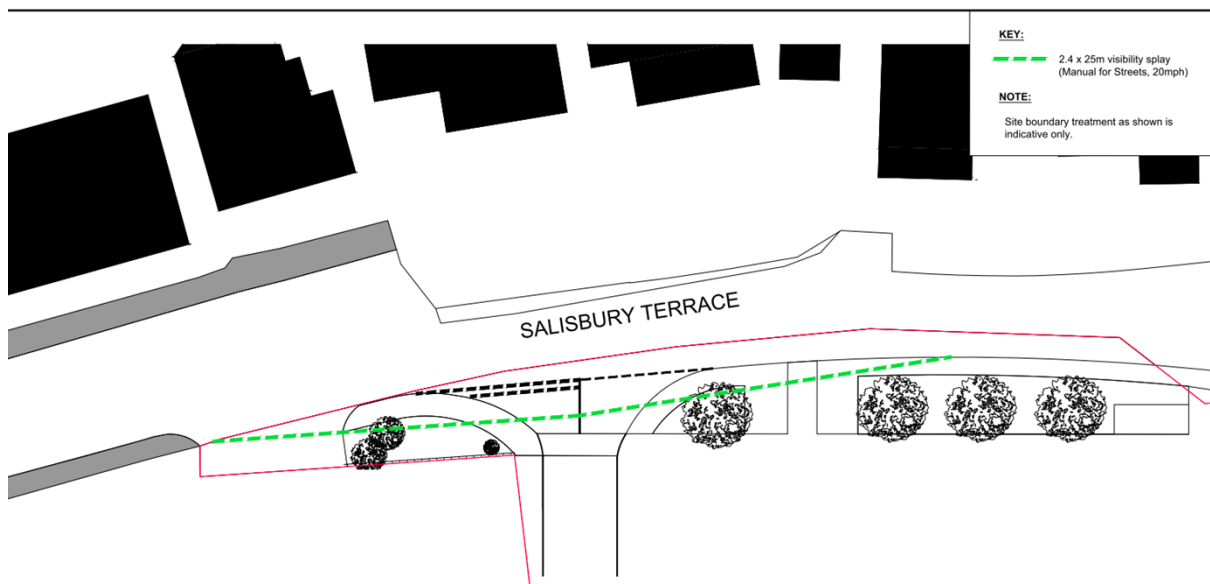 KEY:
2.4 x 25m visibility splay
(Manual for Streets, 20mph)
NOTE:
Site boundary treatment as shown is
indicative only.
SALISBURY TERRACE